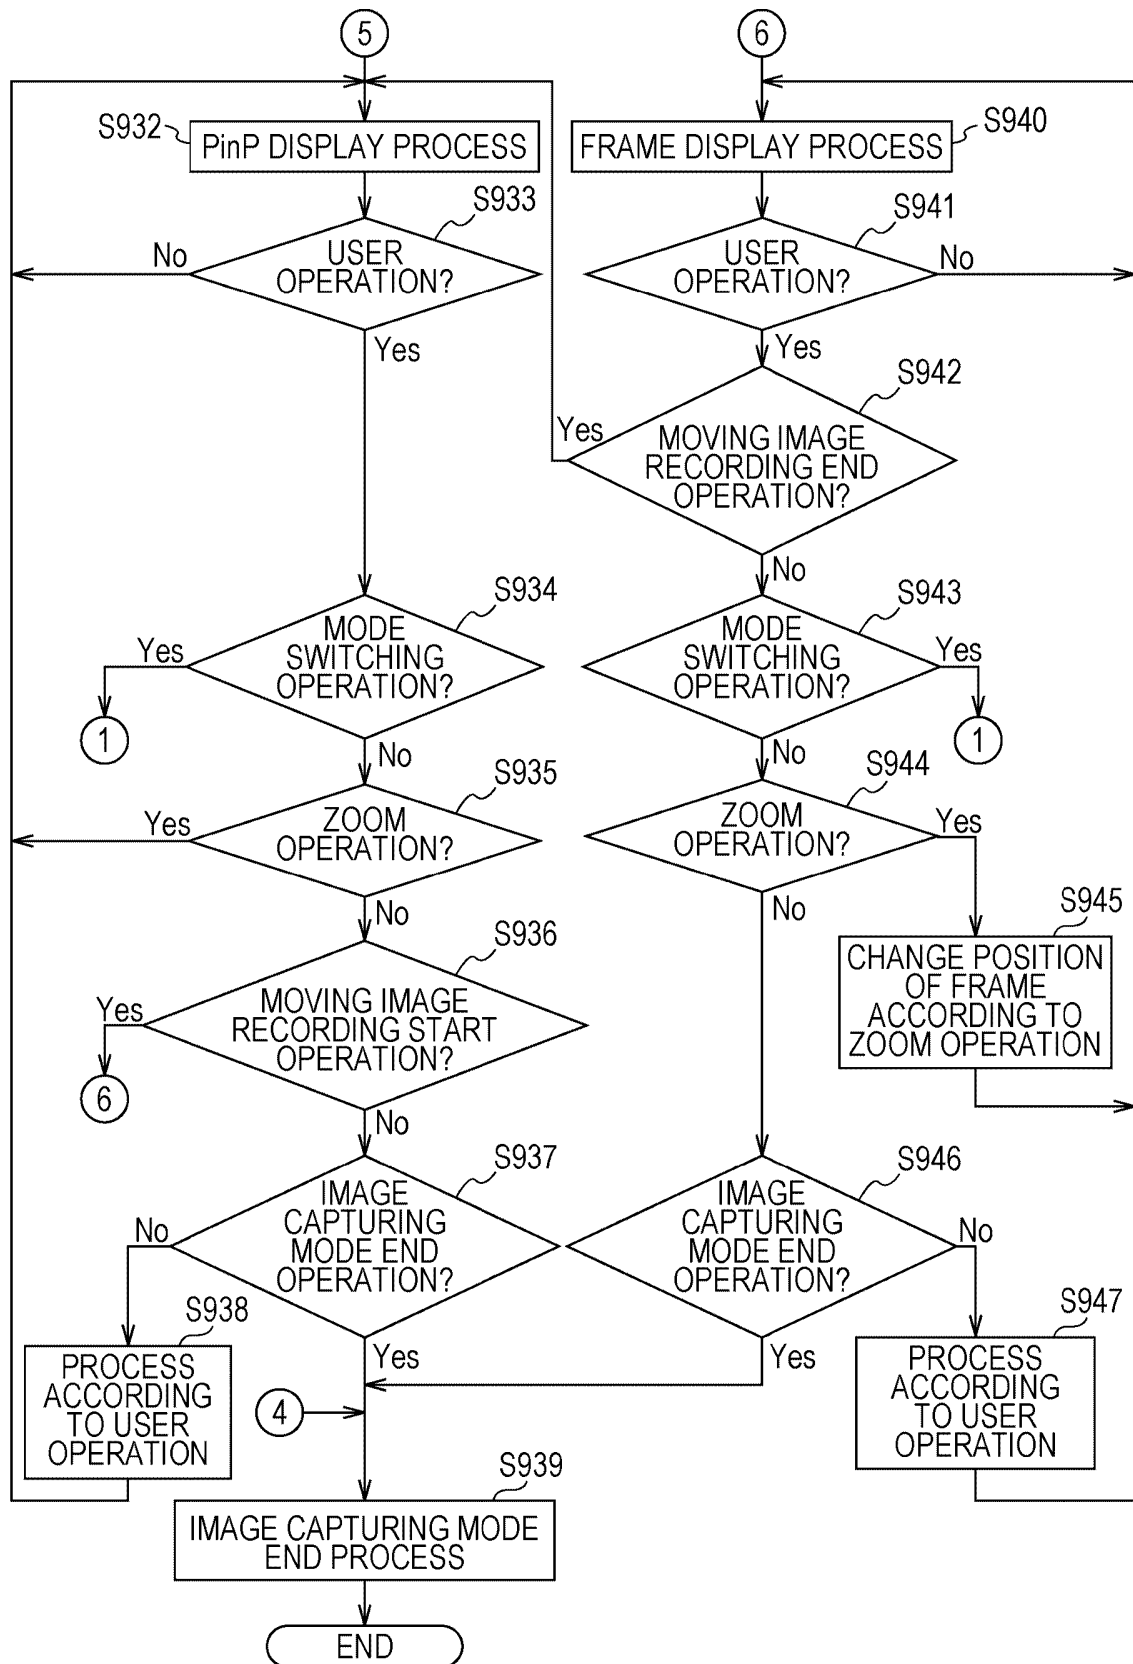 5
6
S932
PinP DISPLAY PROCESS
FRAME DISPLAY PROCESS
S940
S933
USER
OPERATION?
No
Yes
S941
USER
OPERATION?
No
Yes
S942
MOVING IMAGE
RECORDING END
OPERATION?
Yes
No
S934
MODE
SWITCHING
OPERATION?
Yes
1
No
S943
MODE
SWITCHING
OPERATION?
Yes
1
No
S935
ZOOM
OPERATION?
Yes
No
S944
ZOOM
OPERATION?
Yes
No
S945
CHANGE POSITION
OF FRAME
ACCORDING TO
ZOOM OPERATION
S936
MOVING IMAGE
RECORDING START
OPERATION?
Yes
6
No
S937
IMAGE
CAPTURING
MODE END
OPERATION?
No
Yes
S946
IMAGE
CAPTURING
MODE END
OPERATION?
No
Yes
S938
PROCESS
ACCORDING
TO USER
OPERATION
4
S947
PROCESS
ACCORDING
TO USER
OPERATION
S939
IMAGE CAPTURING MODE
END PROCESS
END